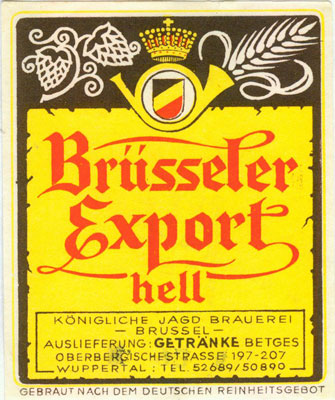 Brüsseler
Export
hell
KÖNIGLICHE JAGD BRAUEREI
– BRUSSEL –
AUSLIEFERUNG: GETRÄNKE BETGES
OBERBERGISCHESTRASSE 197-207
WUPPERTAL : TEL. 52689/50890
GEBRAUT NACH DEM DEUTSCHEN REINHEITSGEBOT